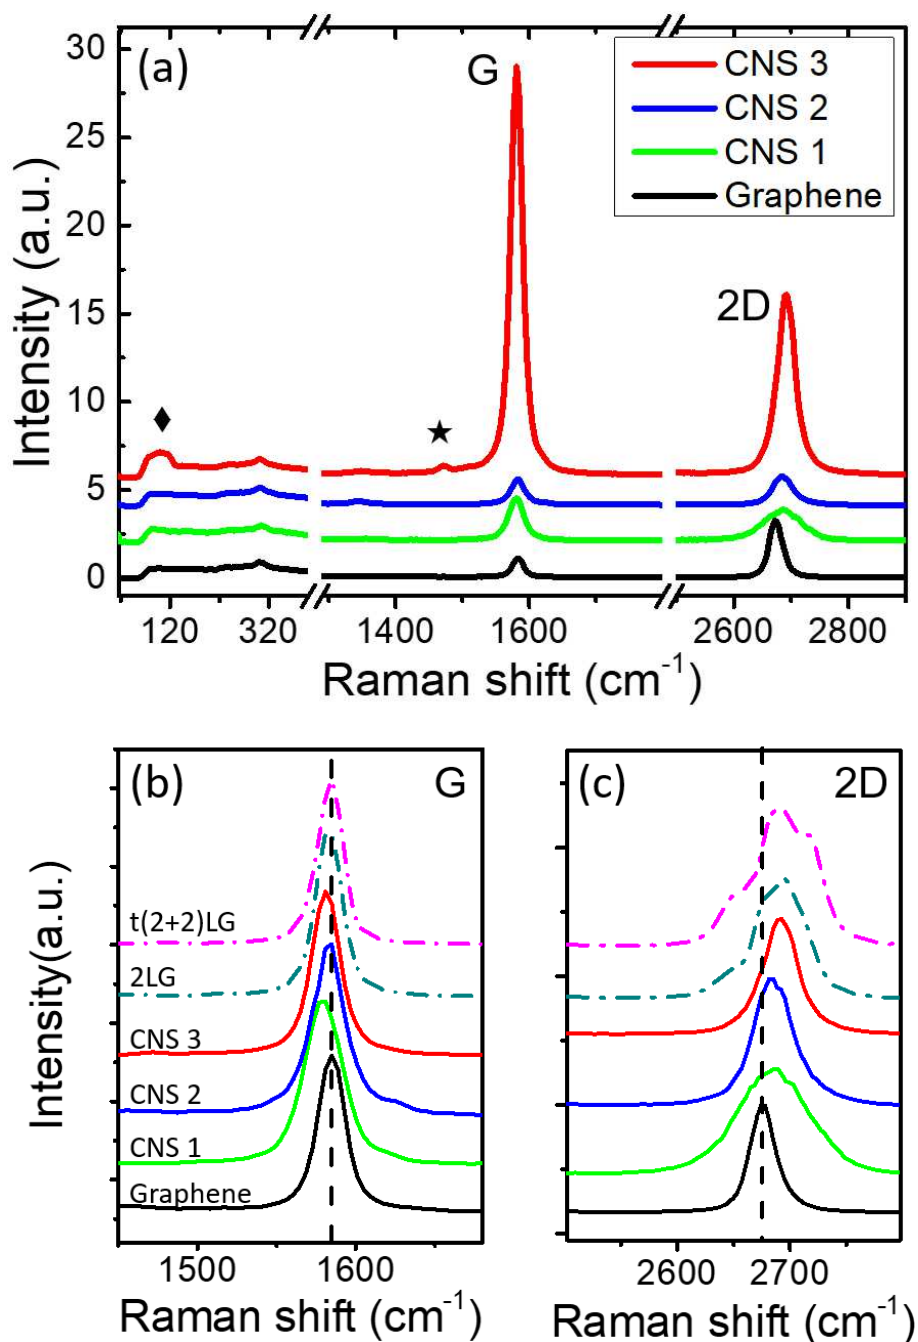 (a)
G
2D
CNS 3
CNS 2
CNS 1
Graphene
30
25
20
15
10
5
0
♦
★
Intensity (a.u.)
120 320 1400 1600 2600 2800
Raman shift (cm⁻¹)
(b) G
t(2+2)LG
2LG
CNS 3
CNS 2
CNS 1
Graphene
Intensity(a.u.)
1500 1600
Raman shift (cm⁻¹)
(c) 2D
2600 2700
Raman shift (cm⁻¹)